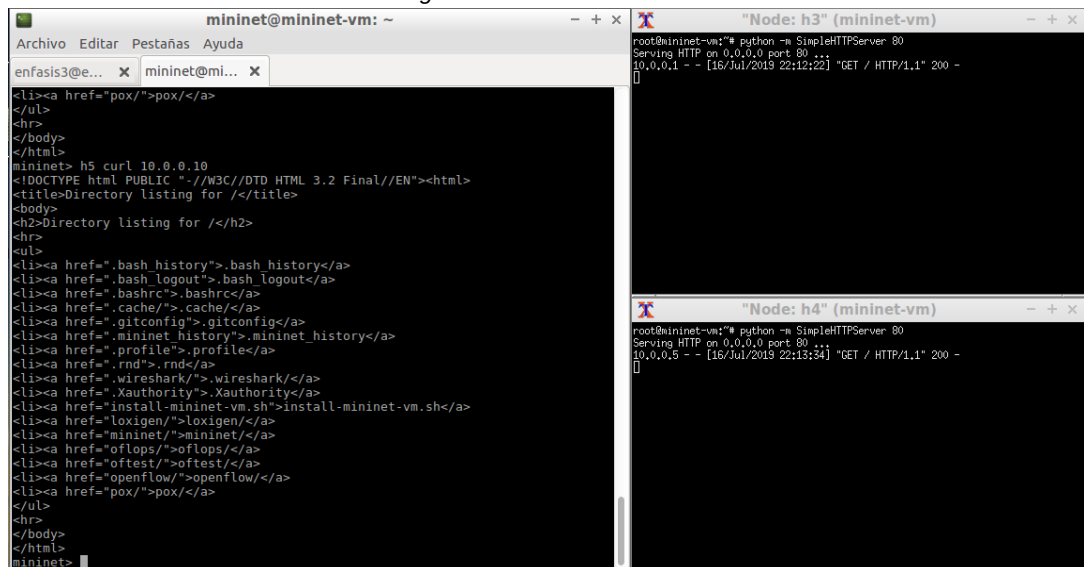 mininet@mininet-vm: ~
Archivo Editar Pestañas Ayuda
enfasis3@e... mininet@mi...
<li><a href="pox/">pox/</a>
</ul>
<hr>
</body>
</html>
mininet> h5 curl 10.0.0.10
<!DOCTYPE html PUBLIC "-//W3C//DTD HTML 3.2 Final//EN"><html>
<title>Directory listing for /</title>
<body>
<h2>Directory listing for /</h2>
<hr>
<ul>
<li><a href=".bash_history">.bash_history</a>
<li><a href=".bash_logout">.bash_logout</a>
<li><a href=".bashrc">.bashrc</a>
<li><a href=".cache/">.cache/</a>
<li><a href=".gitconfig">.gitconfig</a>
<li><a href=".mininet_history">.mininet_history</a>
<li><a href=".profile">.profile</a>
<li><a href=".rnd">.rnd</a>
<li><a href=".wireshark/">.wireshark/</a>
<li><a href=".Xauthority">.Xauthority</a>
<li><a href="install-mininet-vm.sh">install-mininet-vm.sh</a>
<li><a href="loxigen/">loxigen/</a>
<li><a href="mininet/">mininet/</a>
<li><a href="oflops/">oflops/</a>
<li><a href="oftest/">oftest/</a>
<li><a href="openflow/">openflow/</a>
<li><a href="pox/">pox/</a>
</ul>
<hr>
</body>
</html>
mininet>
"Node: h3" (mininet-vm)
root@mininet-vm:~# python -m SimpleHTTPServer 80
Serving HTTP on 0.0.0.0 port 80 ...
10.0.0.1 - - [16/Jul/2019 22:12:22] "GET / HTTP/1.1" 200 -
"Node: h4" (mininet-vm)
root@mininet-vm:~# python -m SimpleHTTPServer 80
Serving HTTP on 0.0.0.0 port 80 ...
10.0.0.5 - - [16/Jul/2019 22:13:34] "GET / HTTP/1.1" 200 -